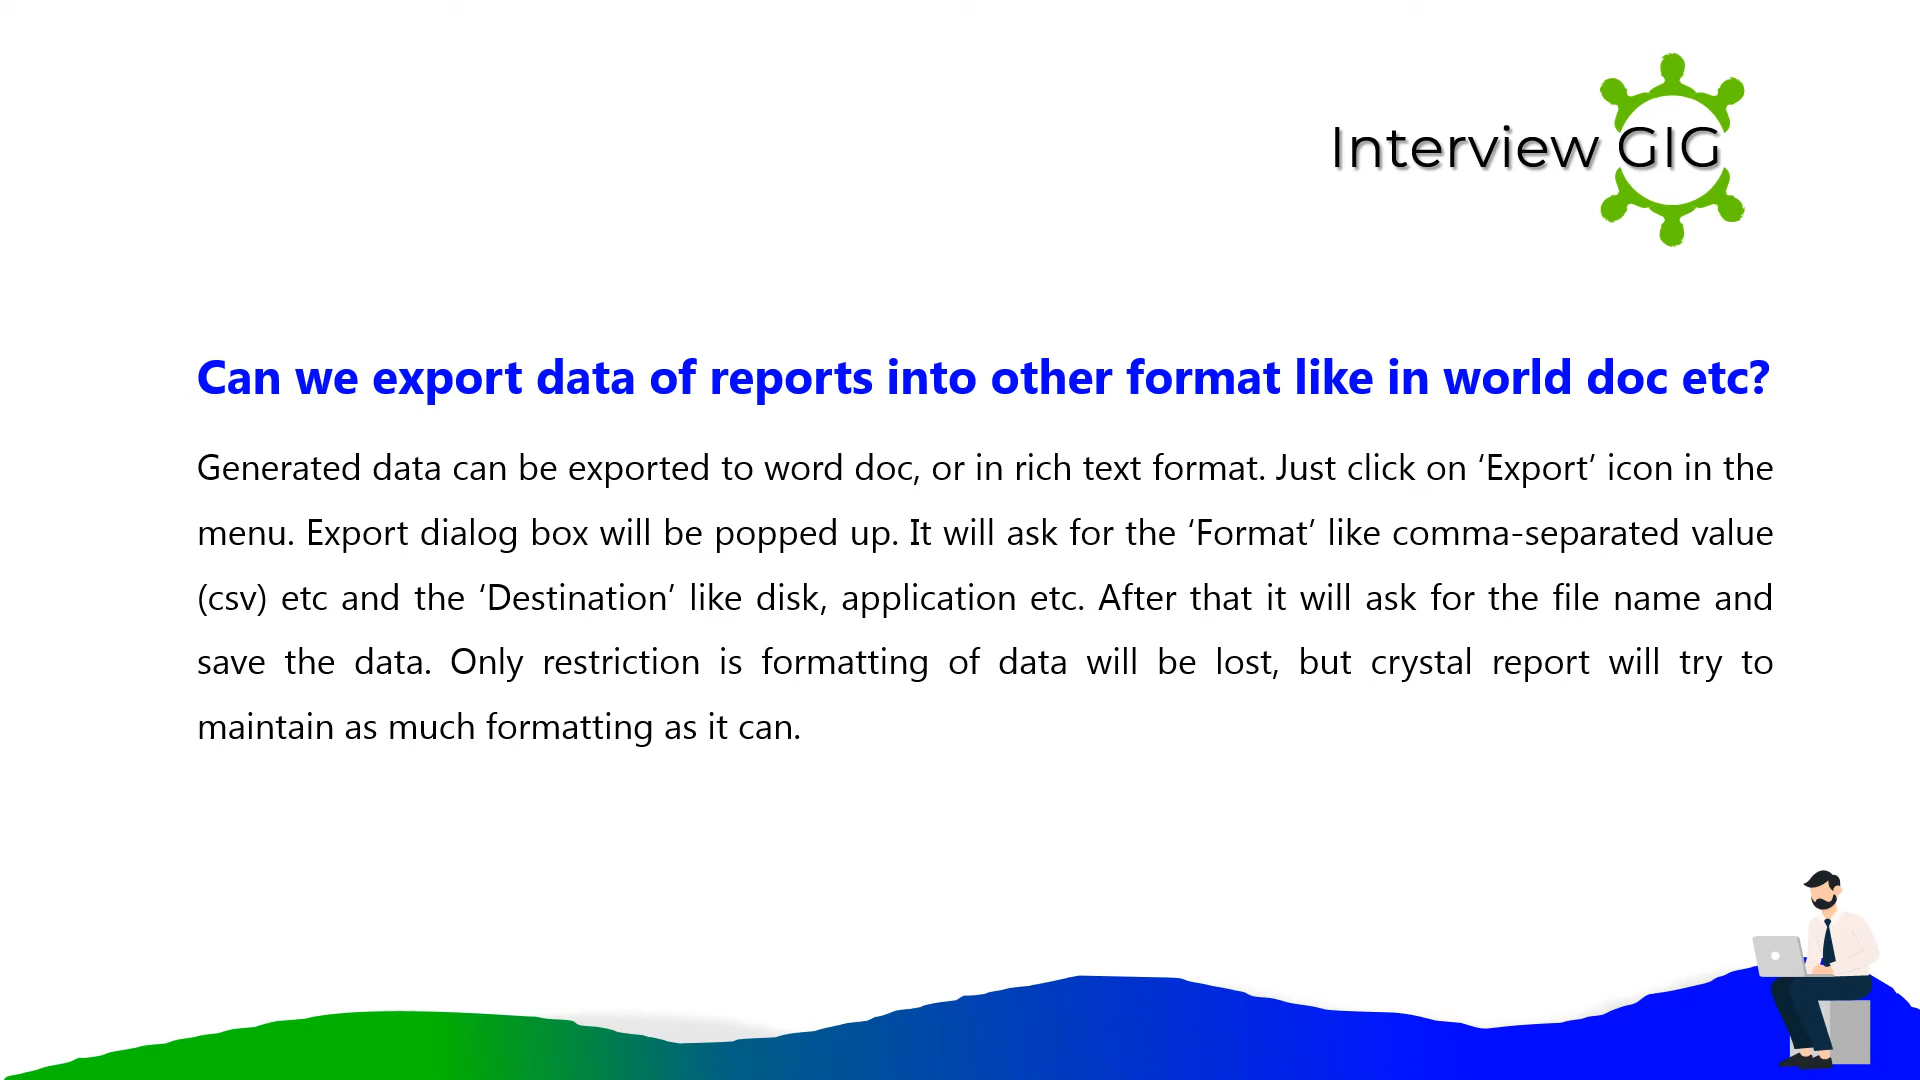 Interview GIG
Can we export data of reports into other format like in world doc etc?
Generated data can be exported to word doc, or in rich text format. Just click on ‘Export’ icon in the
menu. Export dialog box will be popped up. It will ask for the ‘Format’ like comma-separated value
(csv) etc and the ‘Destination’ like disk, application etc. After that it will ask for the file name and
save the data. Only restriction is formatting of data will be lost, but crystal report will try to
maintain as much formatting as it can.